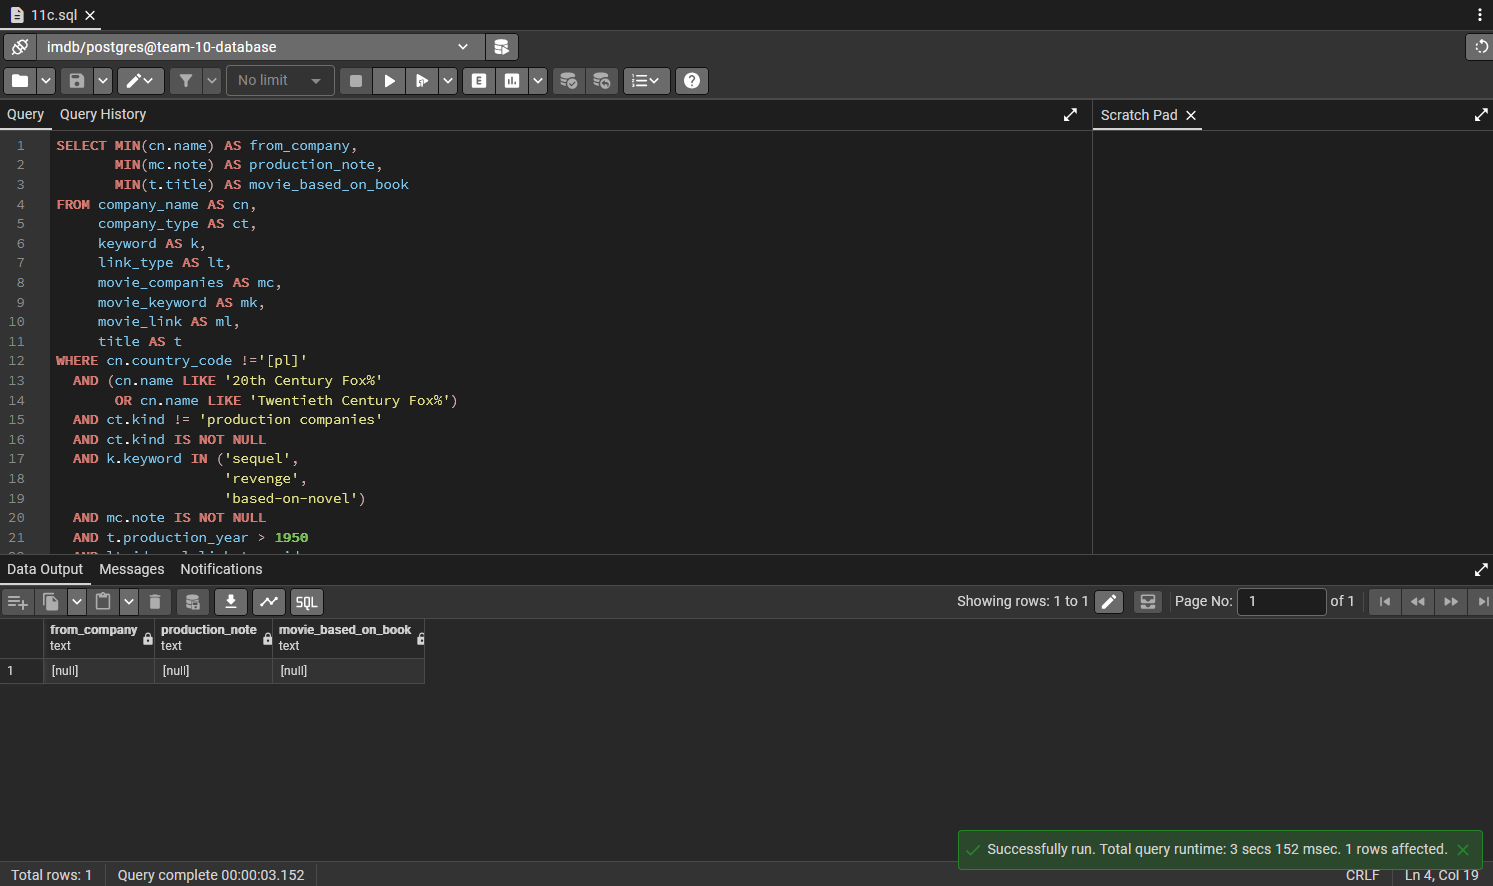 11c.sql
imdb/postgres@team-10-database
No limit
E
SQL
Query Query History
Scratch Pad
1 SELECT MIN(cn.name) AS from_company,
2 MIN(mc.note) AS production_note,
3 MIN(t.title) AS movie_based_on_book
4 FROM company_name AS cn,
5 company_type AS ct,
6 keyword AS k,
7 link_type AS lt,
8 movie_companies AS mc,
9 movie_keyword AS mk,
10 movie_link AS ml,
11 title AS t
12 WHERE cn.country_code !='[pl]'
13 AND (cn.name LIKE '20th Century Fox%'
14 OR cn.name LIKE 'Twentieth Century Fox%')
15 AND ct.kind != 'production companies'
16 AND ct.kind IS NOT NULL
17 AND k.keyword IN ('sequel',
18 'revenge',
19 'based-on-novel')
20 AND mc.note IS NOT NULL
21 AND t.production_year > 1950
Data Output Messages Notifications
Showing rows: 1 to 1 Page No: 1 of 1
from_company production_note movie_based_on_book
text text text
1 [null] [null] [null]
Successfully run. Total query runtime: 3 secs 152 msec. 1 rows affected.
Total rows: 1 Query complete 00:00:03.152 CRLF Ln 4, Col 19